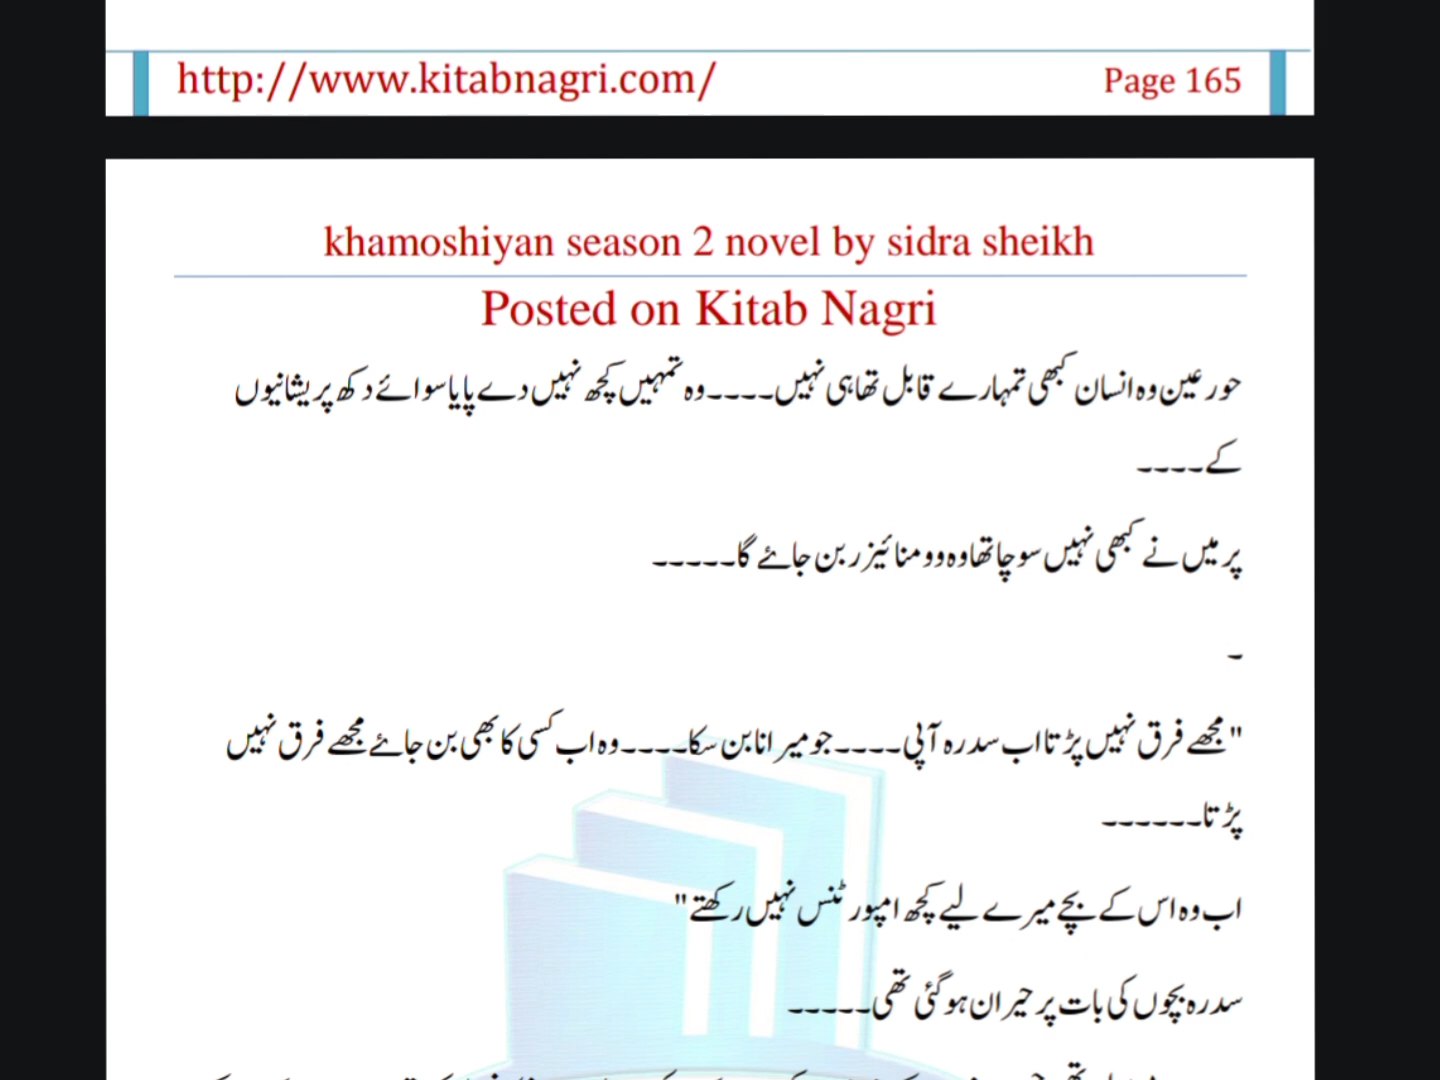 http://www.kitabnagri.com/ Page 165
khamoshiyan season 2 novel by sidra sheikh
Posted on Kitab Nagri
حور عین وہ انسان کبھی تمہارے قابل تھا ہی نہیں۔۔۔۔وہ تمہیں کچھ نہیں دے پایا سوائے دکھ پریشانیوں
کے۔۔۔۔
پر میں نے کبھی نہیں سوچا تھا وہ وومنائیزر بن جائے گا۔۔۔۔۔
۔
"مجھے فرق نہیں پڑتا اب سدرہ آپی۔۔۔۔جو میرا نا بن سکا۔۔۔۔وہ اب کسی کا بھی بن جائے مجھے فرق نہیں
پڑتا۔۔۔۔۔۔
اب وہ اس کے بچے میرے لیے کچھ امپورٹنس نہیں رکھتے"
سدرہ بچوں کی بات پر حیران ہو گئی تھی۔۔۔۔۔